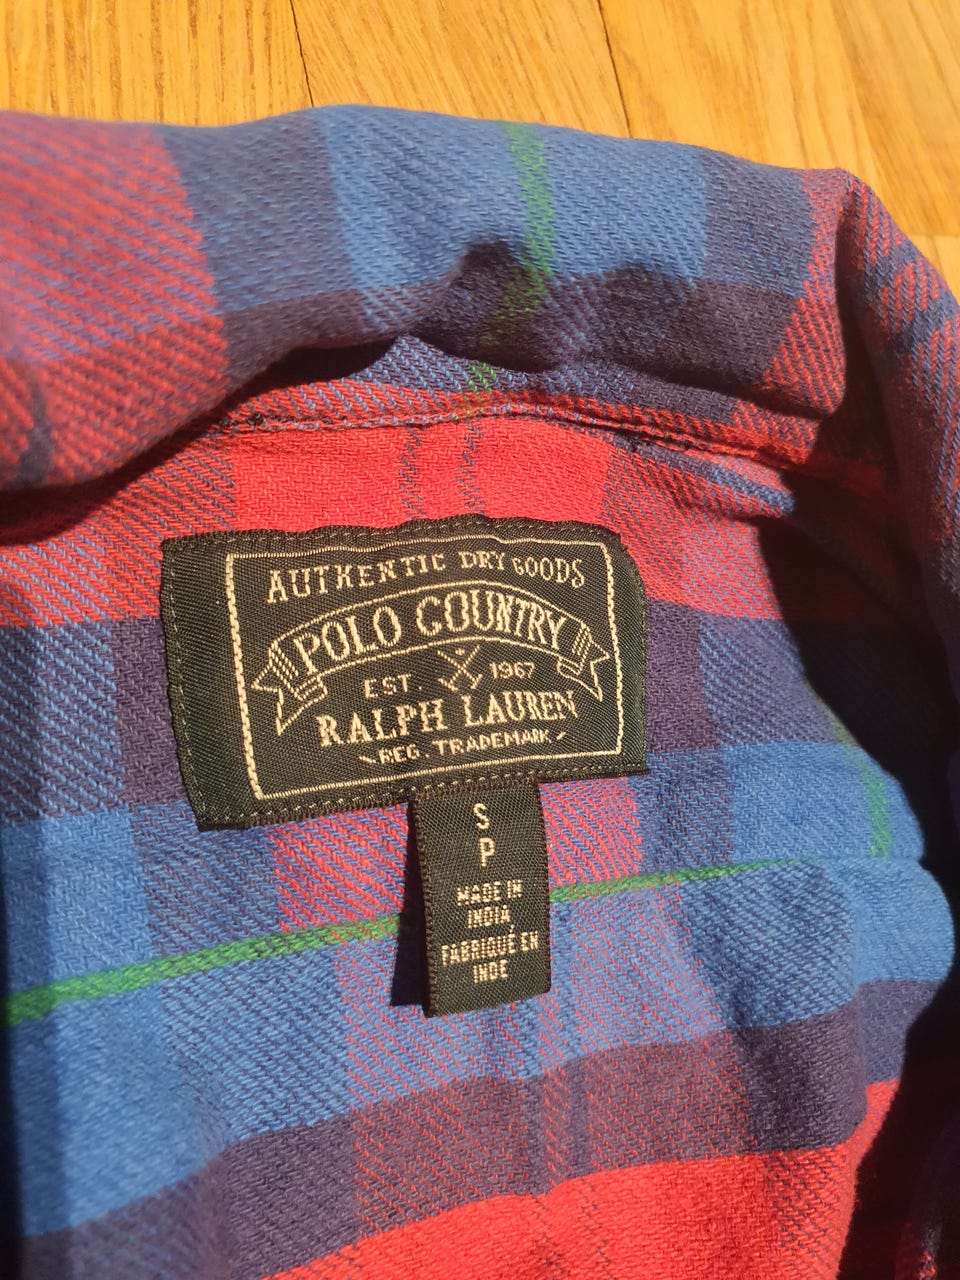 AUTHENTIC DRY GOODS
POLO COUNTRY
EST. 1967
RALPH LAUREN
REG. TRADEMARK
S
P
MADE IN
INDIA,
FABRIQUÉ EN
INDE